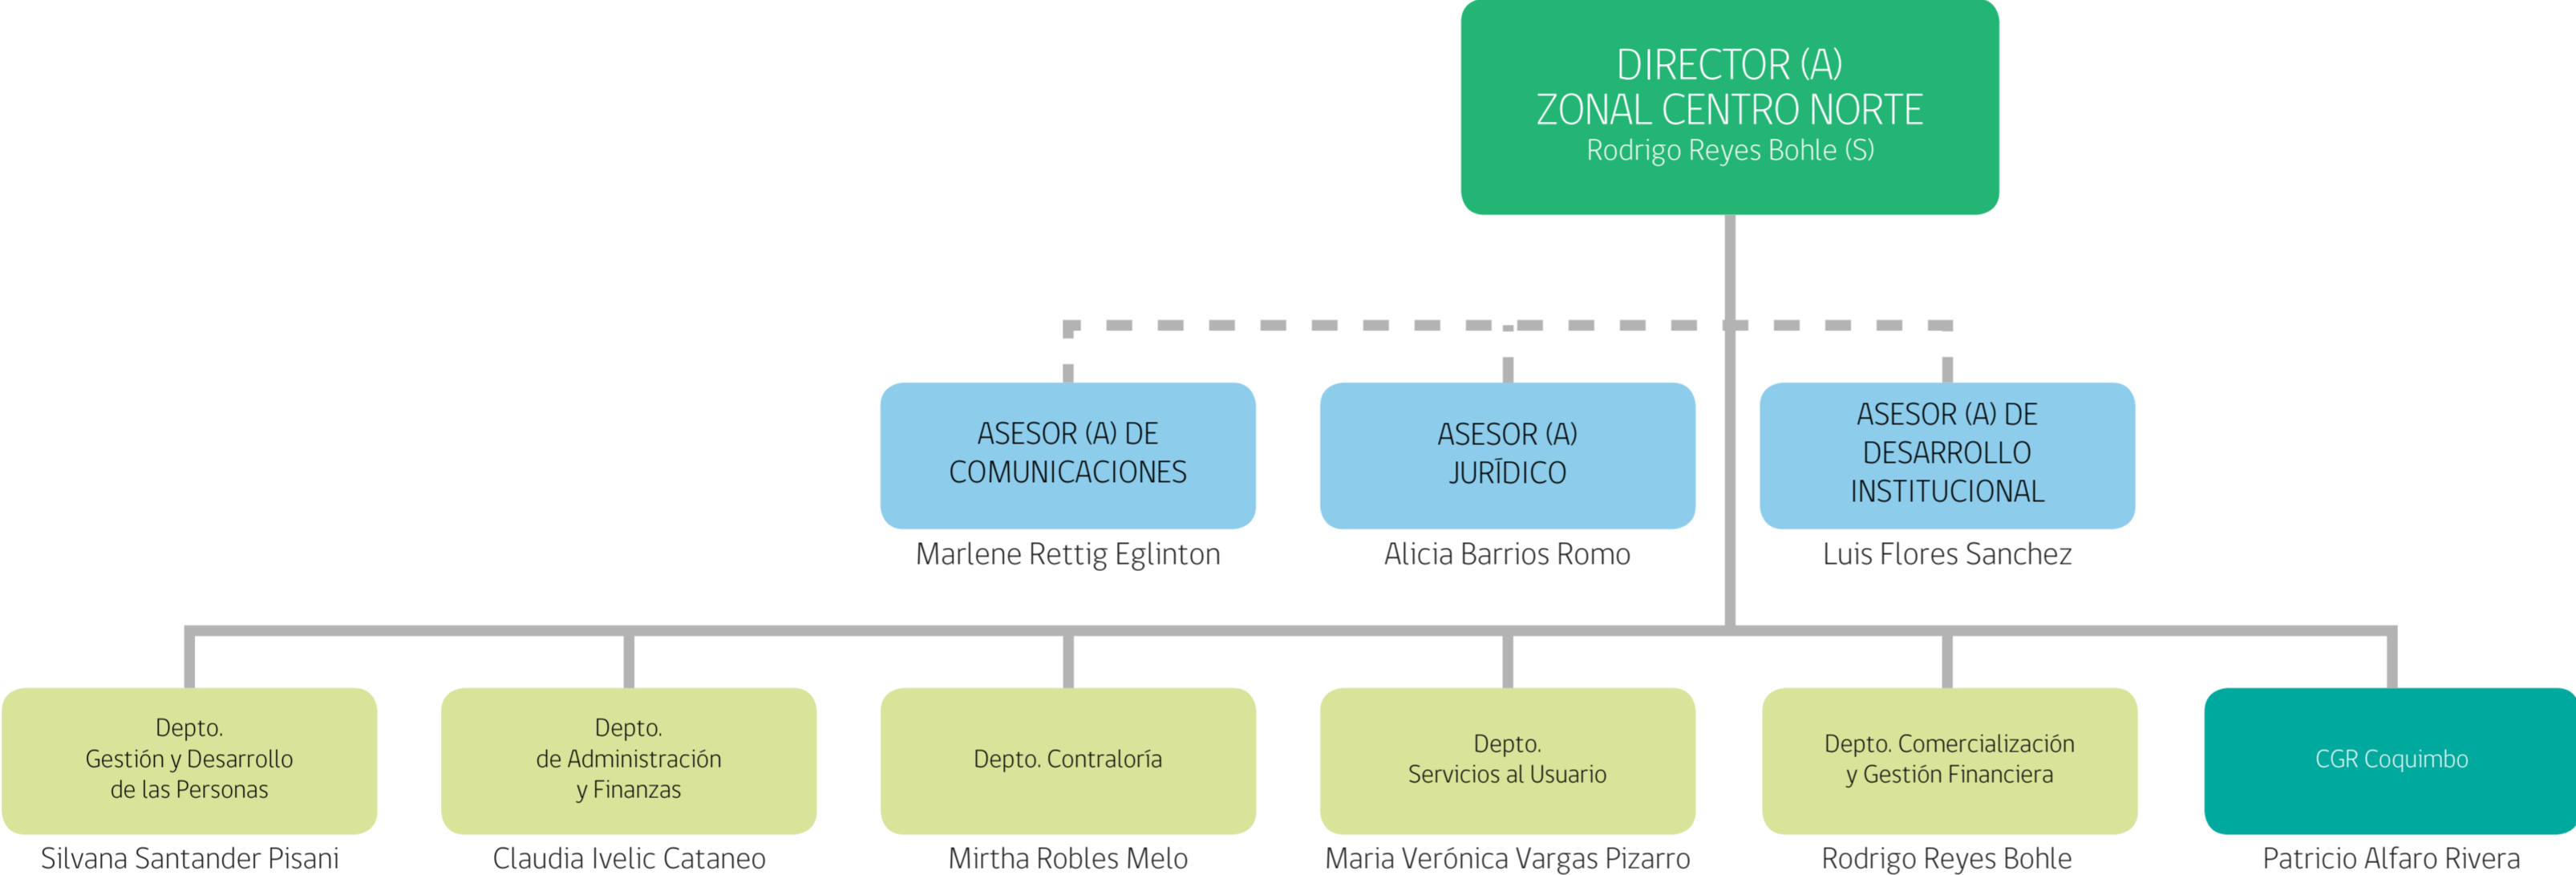 DIRECTOR (A)
ZONAL CENTRO NORTE
Rodrigo Reyes Bohle (S)
ASESOR (A) DE
COMUNICACIONES
Marlene Rettig Eglinton
ASESOR (A)
JURÍDICO
Alicia Barrios Romo
ASESOR (A) DE
DESARROLLO
INSTITUCIONAL
Luis Flores Sanchez
Depto.
Gestión y Desarrollo
de las Personas
Silvana Santander Pisani
Depto.
de Administración
y Finanzas
Claudia Ivelic Cataneo
Depto. Contraloría
Mirtha Robles Melo
Depto.
Servicios al Usuario
Maria Verónica Vargas Pizarro
Depto. Comercialización
y Gestión Financiera
Rodrigo Reyes Bohle
CGR Coquimbo
Patricio Alfaro Rivera